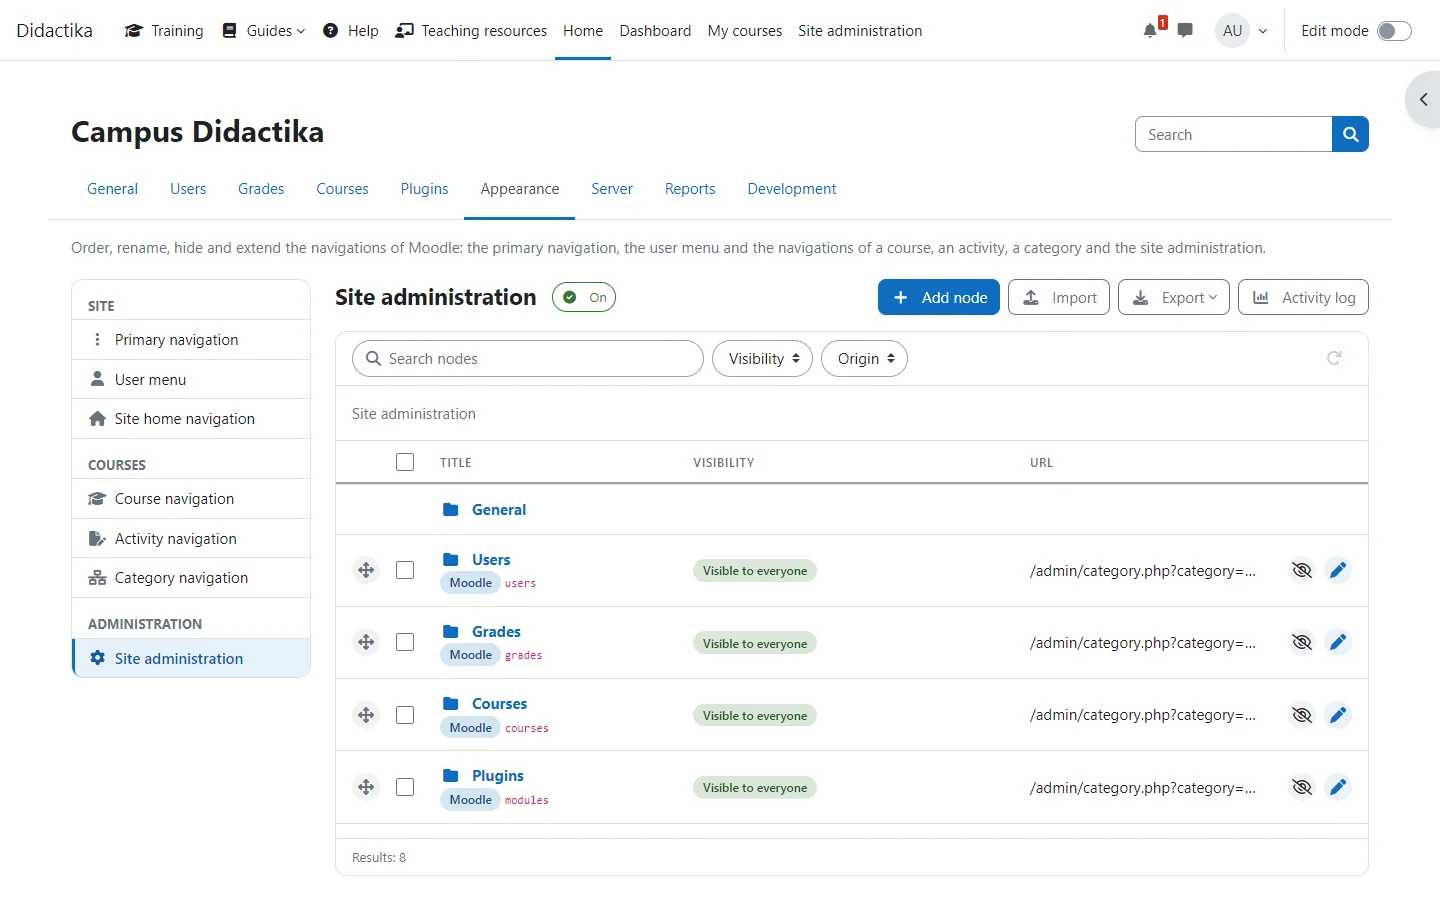 Didactika
Training
Guides
Help
Teaching resources
Home
Dashboard
My courses
Site administration
1
AU
Edit mode
Campus Didactika
Search
General
Users
Grades
Courses
Plugins
Appearance
Server
Reports
Development
Order, rename, hide and extend the navigations of Moodle: the primary navigation, the user menu and the navigations of a course, an activity, a category and the site administration.
SITE
Primary navigation
User menu
Site home navigation
COURSES
Course navigation
Activity navigation
Category navigation
ADMINISTRATION
Site administration
Site administration
On
Add node
Import
Export
Activity log
Search nodes
Visibility
Origin
Site administration
TITLE
VISIBILITY
URL
General
Users
Moodle users
Visible to everyone
/admin/category.php?category=...
Grades
Moodle grades
Visible to everyone
/admin/category.php?category=...
Courses
Moodle courses
Visible to everyone
/admin/category.php?category=...
Plugins
Moodle modules
Visible to everyone
/admin/category.php?category=...
Results: 8